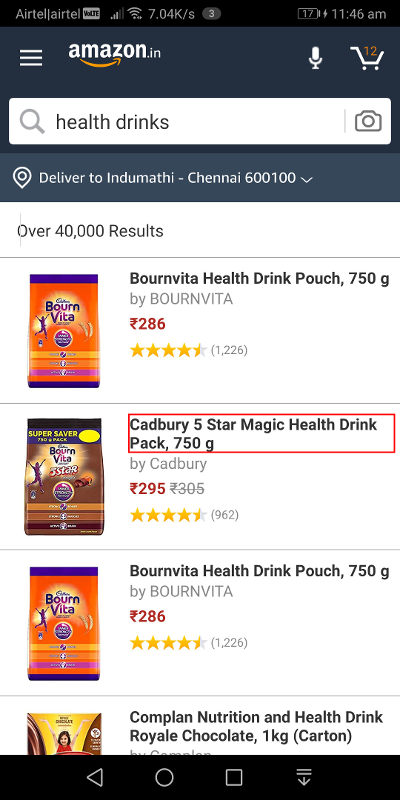 Airtel|airtel VoLTE 7.04K/s 3 17 11:46 am
amazon.in
12
health drinks
Deliver to Indumathi - Chennai 600100
Over 40,000 Results
Bournvita Health Drink Pouch, 750 g
by BOURNVITA
₹286
(1,226)
Cadbury
Bourn
Vita
Cadbury 5 Star Magic Health Drink
Pack, 750 g
by Cadbury
₹295 ₹305
(962)
SUPER SAVER
750 g PACK
Bourn
Vita
5Star
Bournvita Health Drink Pouch, 750 g
by BOURNVITA
₹286
(1,226)
Cadbury
Bourn
Vita
Complan Nutrition and Health Drink
Royale Chocolate, 1kg (Carton)
by Complan